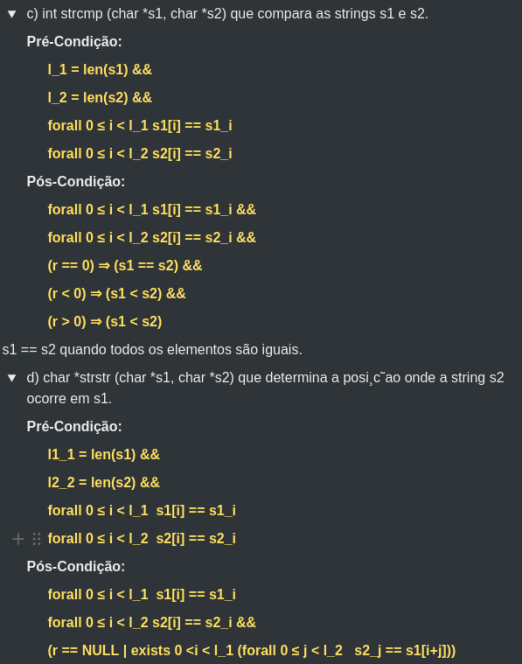 c) int strcmp (char *s1, char *s2) que compara as strings s1 e s2.
Pré-Condição:
l_1 = len(s1) &&
l_2 = len(s2) &&
forall 0 ≤ i < l_1 s1[i] == s1_i
forall 0 ≤ i < l_2 s2[i] == s2_i
Pós-Condição:
forall 0 ≤ i < l_1 s1[i] == s1_i &&
forall 0 ≤ i < l_2 s2[i] == s2_i &&
(r == 0) ⇒ (s1 == s2) &&
(r < 0) ⇒ (s1 < s2) &&
(r > 0) ⇒ (s1 < s2)
s1 == s2 quando todos os elementos são iguais.
d) char *strstr (char *s1, char *s2) que determina a posi¸c˜ao onde a string s2
ocorre em s1.
Pré-Condição:
l1_1 = len(s1) &&
l2_2 = len(s2) &&
forall 0 ≤ i < l_1  s1[i] == s1_i
forall 0 ≤ i < l_2  s2[i] == s2_i
Pós-Condição:
forall 0 ≤ i < l_1  s1[i] == s1_i
forall 0 ≤ i < l_2 s2[i] == s2_i &&
(r == NULL | exists 0 <i < l_1 (forall 0 ≤ j < l_2   s2_j == s1[i+j]))